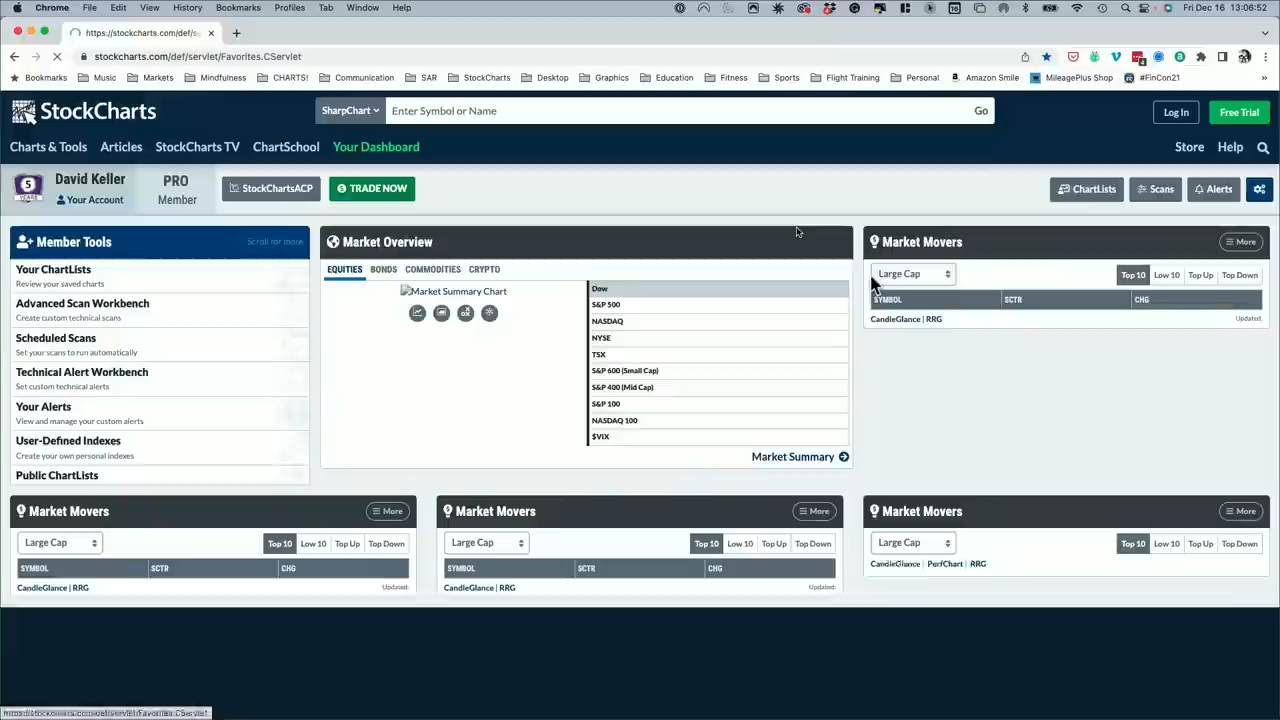 Chrome File Edit View History Bookmarks Profiles Tab Window Help Fri Dec 16 13:06:52
https://stockcharts.com/def/s
stockcharts.com/def/servlet/Favorites.CServlet
Bookmarks Music Markets Mindfulness CHARTS! Communication SAR StockCharts Desktop Graphics Education Fitness Sports Flight Training Personal Amazon Smile MileagePlus Shop #FinCon21 »
StockCharts SharpChart Enter Symbol or Name Go Log In Free Trial
Charts & Tools Articles StockCharts TV ChartSchool Your Dashboard Store Help
5 YEARS David Keller Your Account PRO Member StockChartsACP TRADE NOW ChartLists Scans Alerts
Member Tools Scroll for more
Your ChartLists
Review your saved charts
Advanced Scan Workbench
Create custom technical scans
Scheduled Scans
Set your scans to run automatically
Technical Alert Workbench
Set custom technical alerts
Your Alerts
View and manage your custom alerts
User-Defined Indexes
Create your own personal indexes
Public ChartLists
Market Overview
EQUITIES BONDS COMMODITIES CRYPTO
Market Summary Chart
Dow
S&P 500
NASDAQ
NYSE
TSX
S&P 600 (Small Cap)
S&P 400 (Mid Cap)
S&P 100
NASDAQ 100
$VIX
Market Summary
Market Movers More
Large Cap Top 10 Low 10 Top Up Top Down
SYMBOL SCTR CHG
CandleGlance | RRG Updated:
Market Movers More
Large Cap Top 10 Low 10 Top Up Top Down
SYMBOL SCTR CHG
CandleGlance | RRG Updated:
Market Movers More
Large Cap Top 10 Low 10 Top Up Top Down
SYMBOL SCTR CHG
CandleGlance | RRG Updated:
Market Movers More
Large Cap Top 10 Low 10 Top Up Top Down
CandleGlance | PerfChart | RRG
https://stockcharts.com/def/servlet/Favorites.CServlet